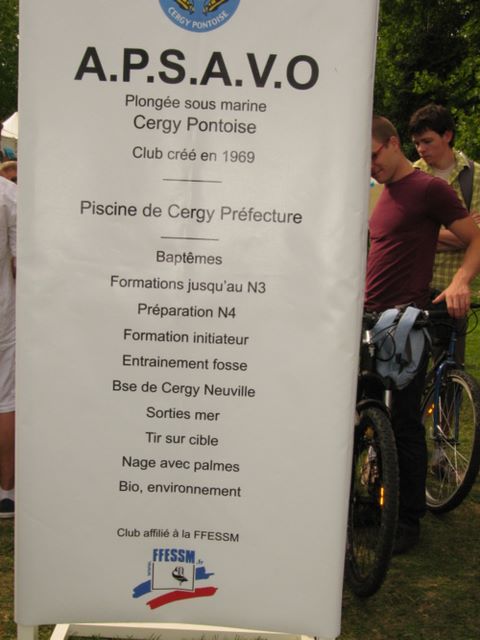 CERGY PONTOISE
A.P.S.A.V.O
Plongée sous marine
Cergy Pontoise
Club créé en 1969
Piscine de Cergy Préfecture
Baptêmes
Formations jusqu'au N3
Préparation N4
Formation initiateur
Entrainement fosse
Bse de Cergy Neuville
Sorties mer
Tir sur cible
Nage avec palmes
Bio, environnement
Club affilié à la FFESSM
FFESSM.fr